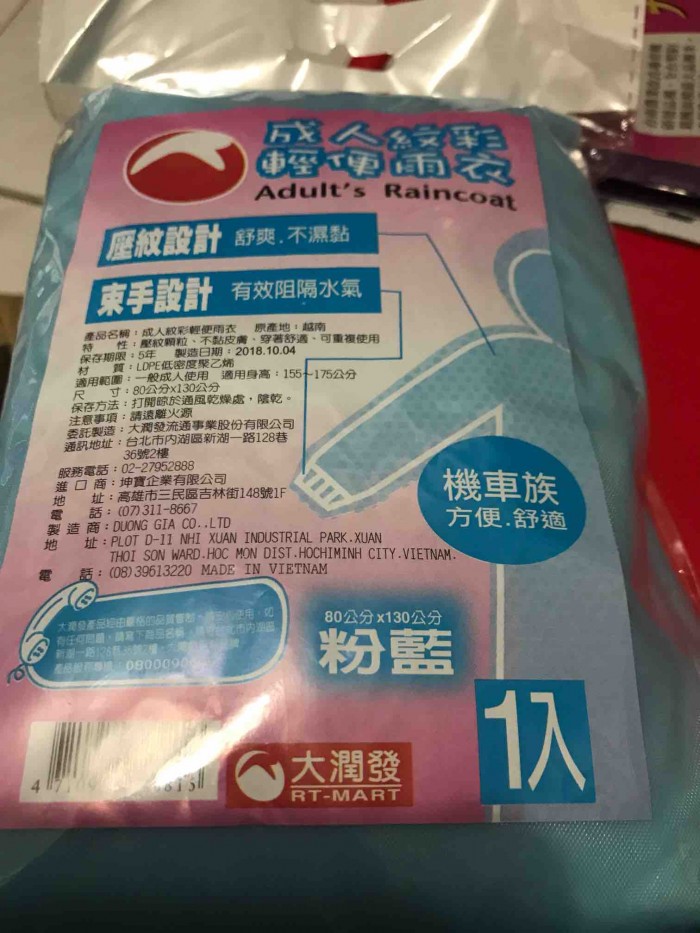 成人紋彩
輕便雨衣
Adult's Raincoat
壓紋設計 舒爽.不濕黏
束手設計 有效阻隔水氣
產品名稱:成人紋彩輕便雨衣 原產地:越南
特 性:壓紋顆粒、不黏皮膚、穿著舒適、可重複使用
保存期限:5年 製造日期:2018.10.04
材 質:LDPE低密度聚乙烯
適用範圍:一般成人使用 適用身高:155~175公分
尺 寸:80公分x130公分
保存方法:打開晾於通風乾燥處,陰乾。
注意事項:請遠離火源
委託製造:大潤發流通事業股份有限公司
通訊地址:台北市內湖區新湖一路128巷
36號2樓
服務電話:02-27952888
進口商:坤寶企業有限公司
地 址:高雄市三民區吉林街148號1F
電 話:(07)311-8667
製造商:DUONG GIA CO.,LTD
地 址:PLOT D-11 NHI XUAN INDUSTRIAL PARK.XUAN
THOI SON WARD.HOC MON DIST.HOCHIMINH CITY.VIETNAM.
電 話:(08)39613220 MADE IN VIETNAM
機車族
方便.舒適
大潤發產品經由嚴格的品質管制
80公分x130公分
粉藍
1入
大潤發
RT-MART